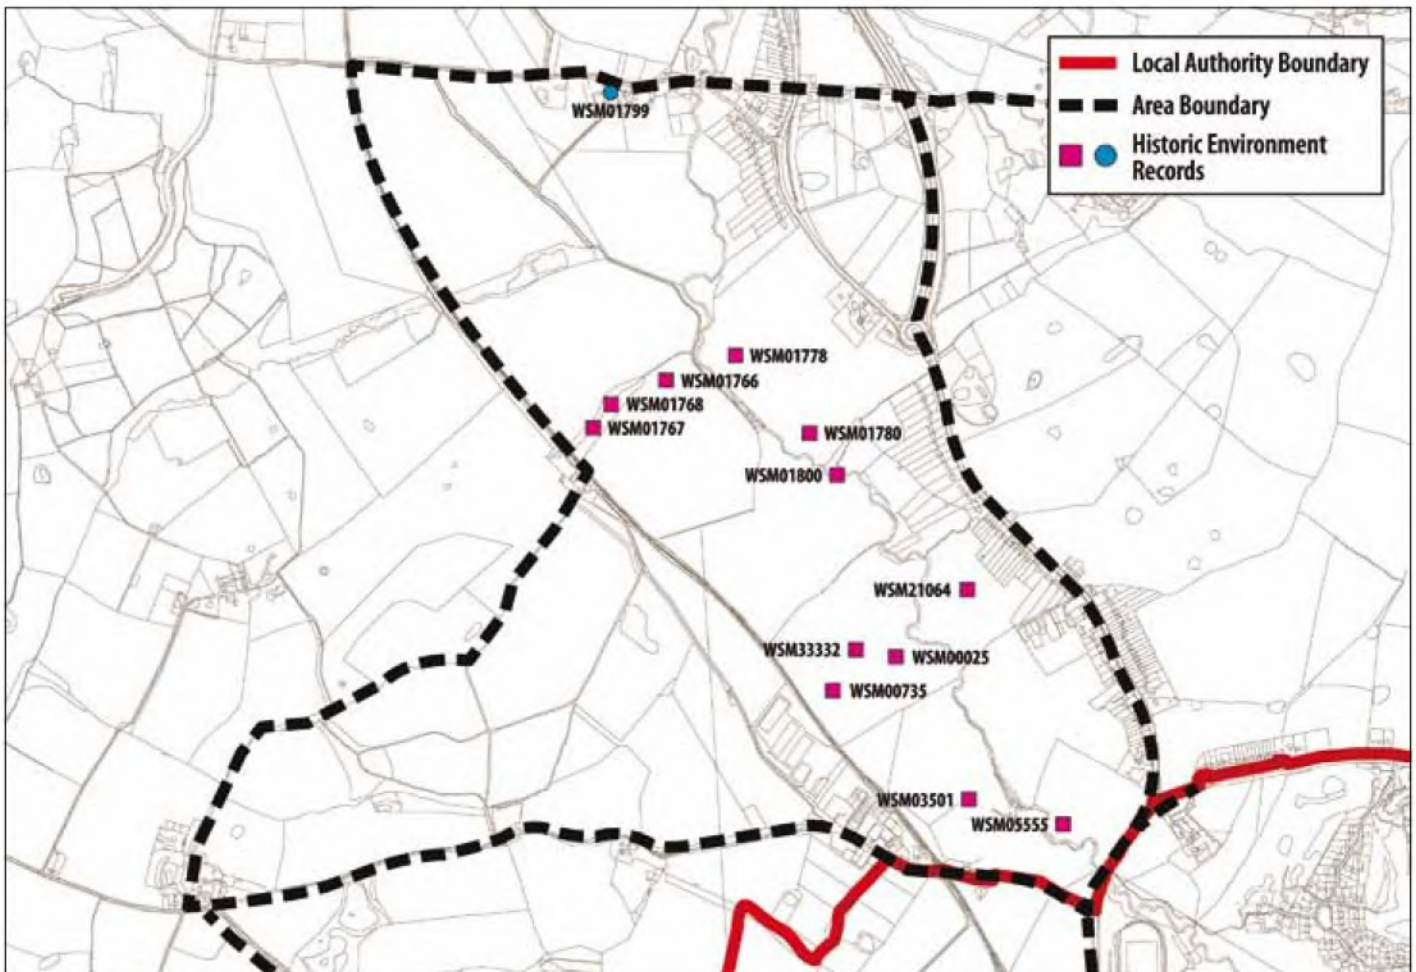 Local Authority Boundary
Area Boundary
Historic Environment
Records
WSM01799
WSM01778
WSM01766
WSM01768
WSM01767
WSM01780
WSM01800
WSM21064
WSM33332
WSM00025
WSM00735
WSM03501
WSM05555